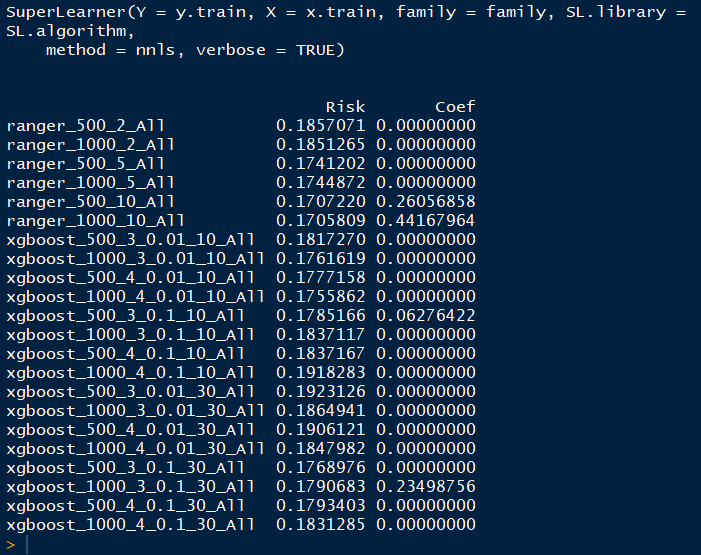 SuperLearner(Y = y.train, X = x.train, family = family, SL.library =
SL.algorithm,
    method = nnls, verbose = TRUE)
                              Risk       Coef
ranger_500_2_All         0.1857071 0.00000000
ranger_1000_2_All        0.1851265 0.00000000
ranger_500_5_All         0.1741202 0.00000000
ranger_1000_5_All        0.1744872 0.00000000
ranger_500_10_All        0.1707220 0.26056858
ranger_1000_10_All       0.1705809 0.44167964
xgboost_500_3_0.01_10_All  0.1817270 0.00000000
xgboost_1000_3_0.01_10_All 0.1761619 0.00000000
xgboost_500_4_0.01_10_All  0.1777158 0.00000000
xgboost_1000_4_0.01_10_All 0.1755862 0.00000000
xgboost_500_3_0.1_10_All   0.1785166 0.06276422
xgboost_1000_3_0.1_10_All  0.1837117 0.00000000
xgboost_500_4_0.1_10_All   0.1837167 0.00000000
xgboost_1000_4_0.1_10_All  0.1918283 0.00000000
xgboost_500_3_0.01_30_All  0.1923126 0.00000000
xgboost_1000_3_0.01_30_All 0.1864941 0.00000000
xgboost_500_4_0.01_30_All  0.1906121 0.00000000
xgboost_1000_4_0.01_30_All 0.1847982 0.00000000
xgboost_500_3_0.1_30_All   0.1768976 0.00000000
xgboost_1000_3_0.1_30_All  0.1790683 0.23498756
xgboost_500_4_0.1_30_All   0.1793403 0.00000000
xgboost_1000_4_0.1_30_All  0.1831285 0.00000000
>